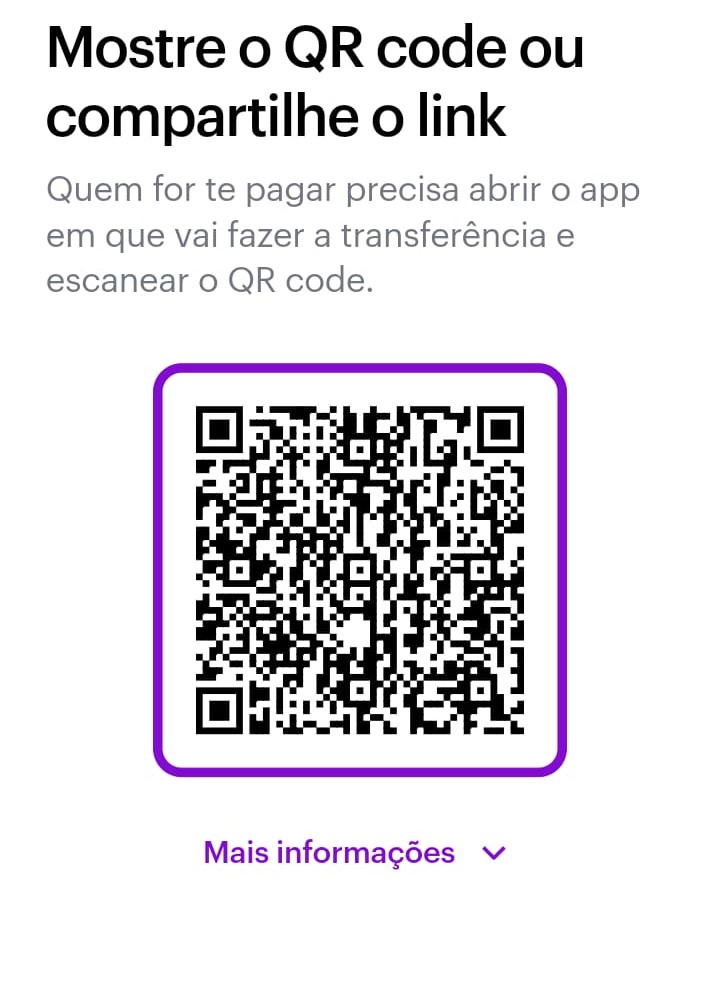 Mostre o QR code ou
compartilhe o link
Quem for te pagar precisa abrir o app
em que vai fazer a transferência e
escanear o QR code.
Mais informações